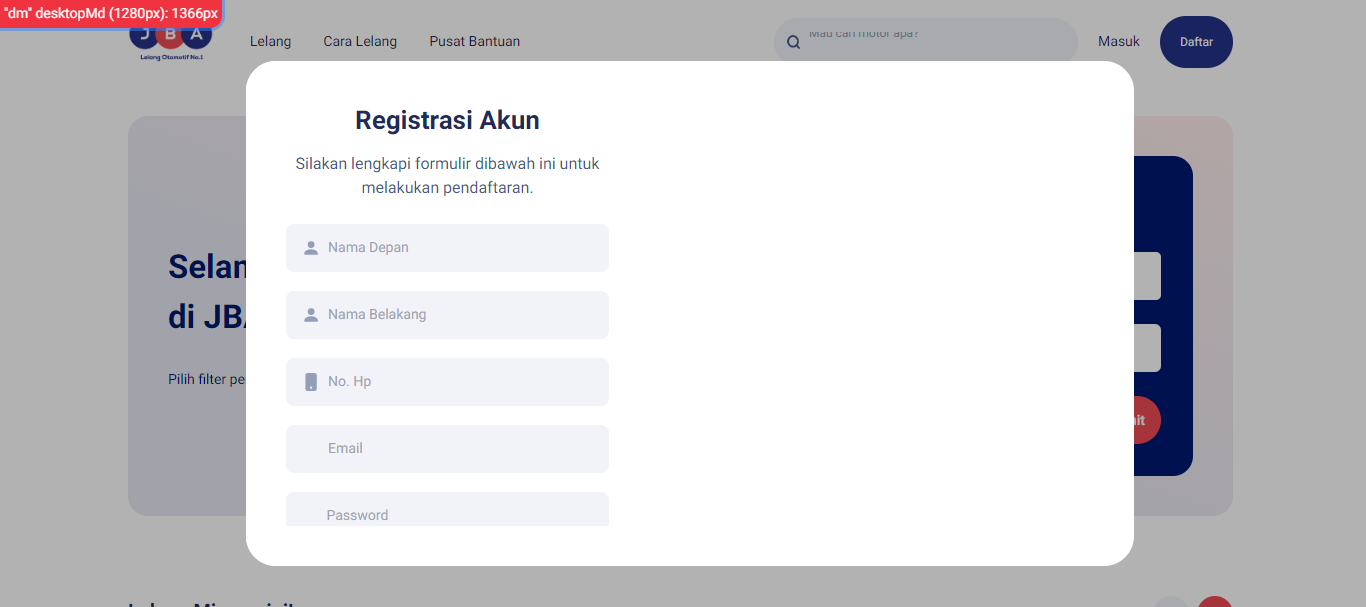 "dm" desktopMd (1280px): 1366px
J B A
Lelang Otomotif No.1
Lelang
Cara Lelang
Pusat Bantuan
Mau cari motor apa?
Masuk
Daftar
Registrasi Akun
Silakan lengkapi formulir dibawah ini untuk
melakukan pendaftaran.
Nama Depan
Nama Belakang
No. Hp
Email
Password
Selan
di JBA
Pilih filter pe
it